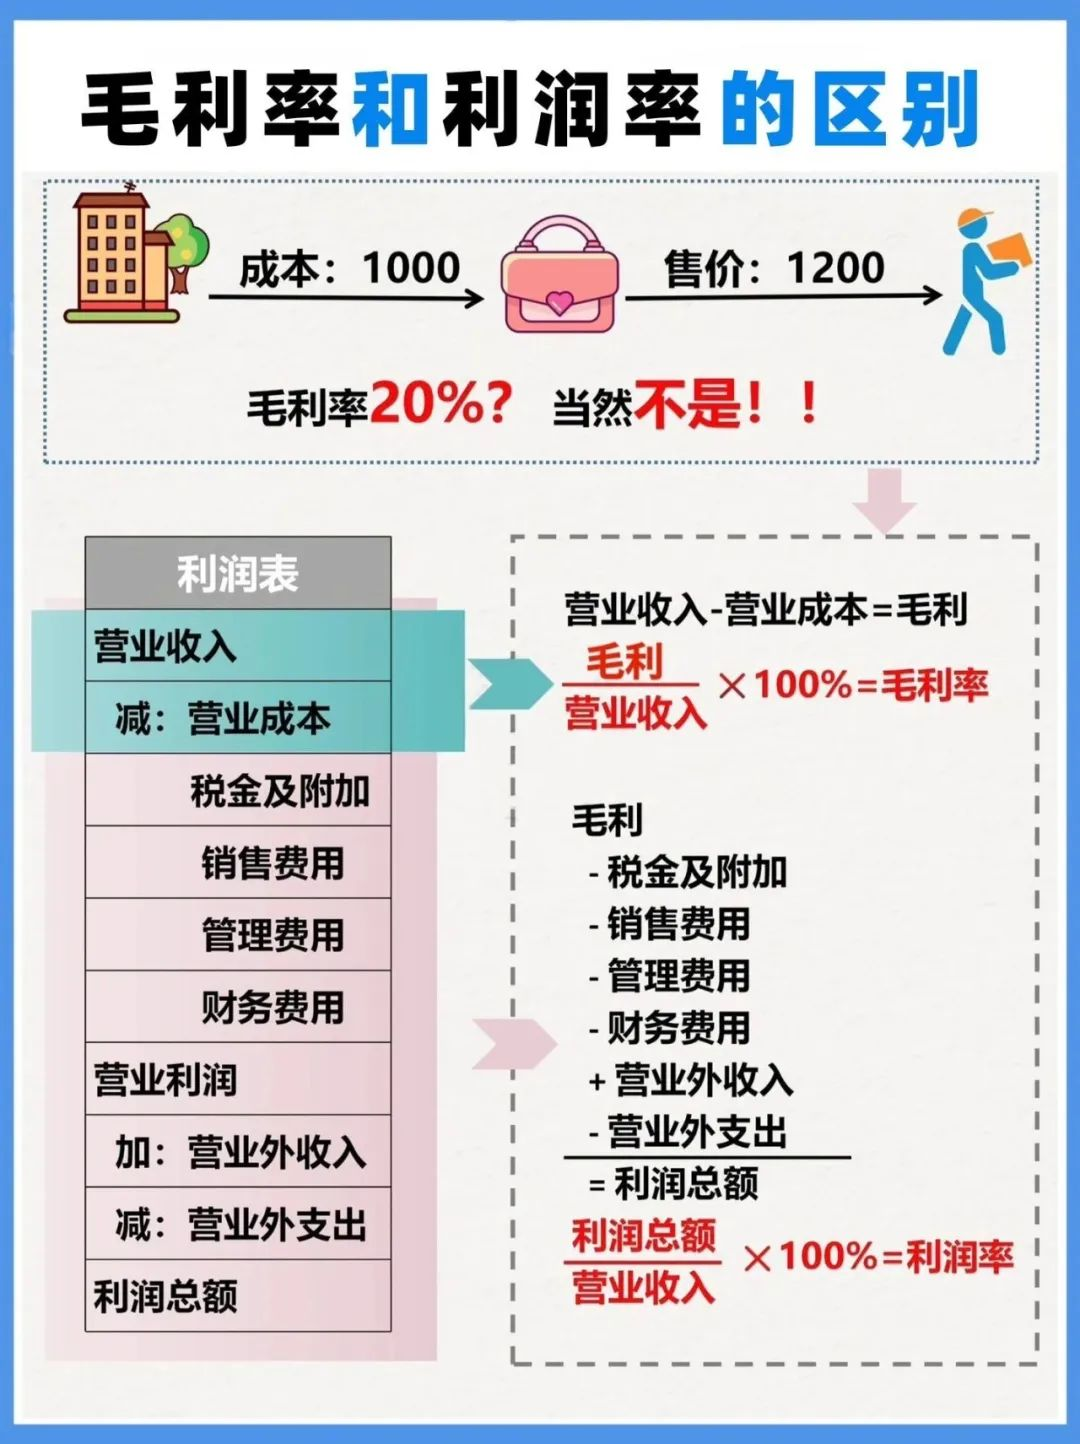 毛利率和利润率的区别
成本：1000
售价：1200
毛利率20%？ 当然不是！！
利润表
营业收入
减：营业成本
税金及附加
销售费用
管理费用
财务费用
营业利润
加：营业外收入
减：营业外支出
利润总额
营业收入-营业成本=毛利
毛利
营业收入
×100%=毛利率
毛利
-税金及附加
-销售费用
-管理费用
-财务费用
+营业外收入
-营业外支出
=利润总额
利润总额
营业收入
×100%=利润率